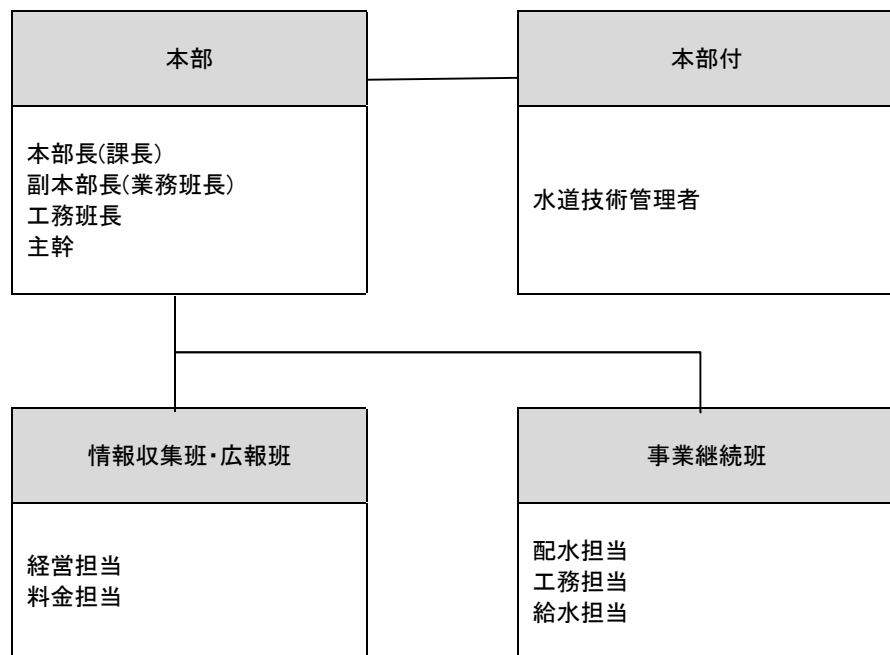 本部
本部付
本部長(課長)
副本部長(業務班長)
工務班長
主幹
水道技術管理者
情報収集班・広報班
事業継続班
経営担当
料金担当
配水担当
工務担当
給水担当